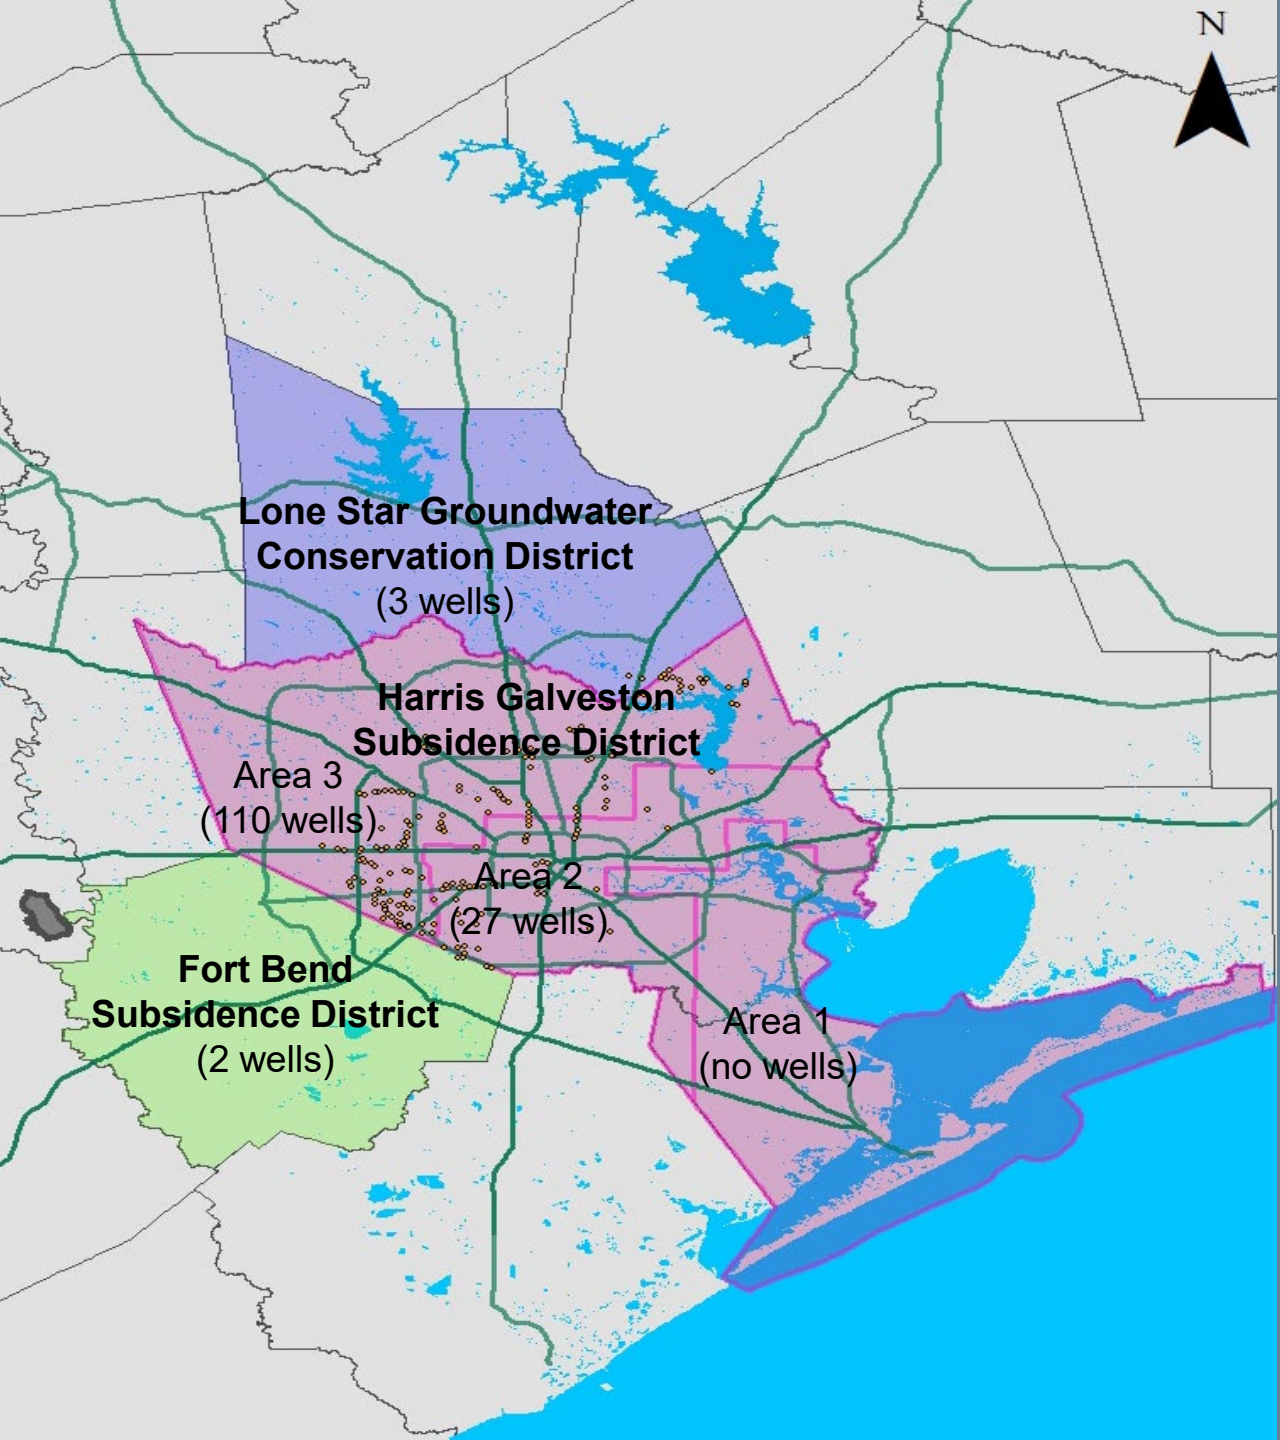 N
Lone Star Groundwater
Conservation District
(3 wells)
Harris Galveston
Subsidence District
Area 3
(110 wells)
Area 2
(27 wells)
Fort Bend
Subsidence District
(2 wells)
Area 1
(no wells)